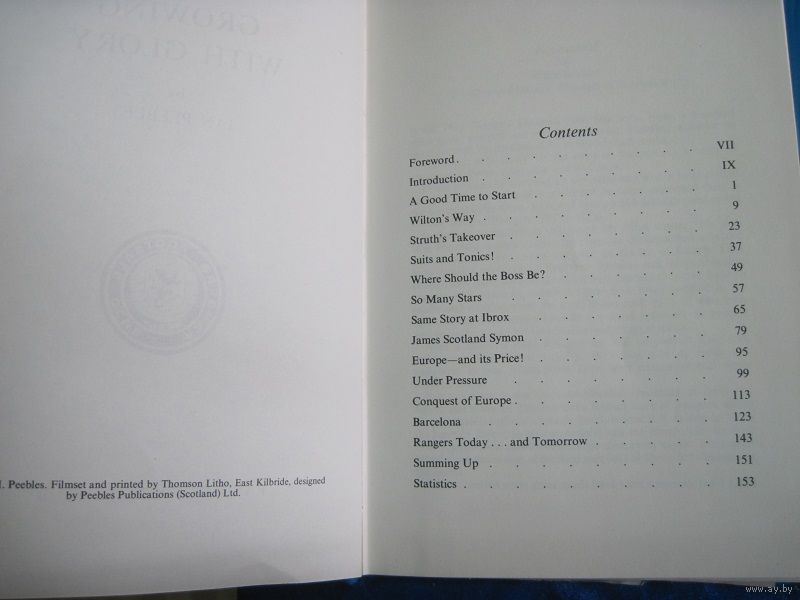 I. Peebles. Filmset and printed by Thomson Litho, East Kilbride, designed
by Peebles Publications (Scotland) Ltd.
Contents
Foreword . . . . . . . . . . VII
Introduction . . . . . . . . . IX
A Good Time to Start . . . . . . . 1
Wilton's Way . . . . . . . . . 9
Struth's Takeover . . . . . . . . 23
Suits and Tonics! . . . . . . . . 37
Where Should the Boss Be? . . . . . . 49
So Many Stars . . . . . . . . 57
Same Story at Ibrox . . . . . . . 65
James Scotland Symon . . . . . . . 79
Europe—and its Price! . . . . . . . 95
Under Pressure . . . . . . . . 99
Conquest of Europe . . . . . . . . 113
Barcelona . . . . . . . . . 123
Rangers Today . . . and Tomorrow . . . . . 143
Summing Up . . . . . . . . . 151
Statistics . . . . . . . . . . 153
www.ay.by